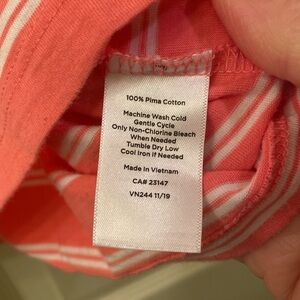 100% Pima Cotton
Machine Wash Cold
Gentle Cycle
Only Non-Chlorine Bleach
When Needed
Tumble Dry Low
Cool Iron if Needed
Made In Vietnam
CA# 23147
VN244 11/19